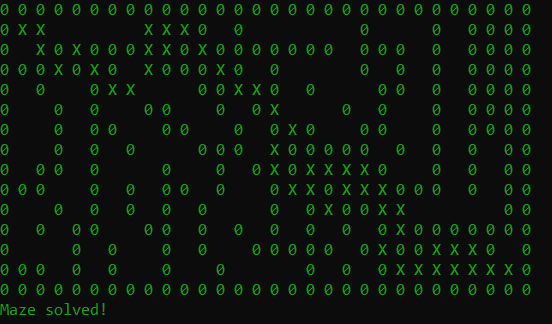 0 0 0 0 0 0 0 0 0 0 0 0 0 0 0 0 0 0 0 0 0 0 0 0 0 0 0 0 0 0
0 X X           X X X 0   0             0       0   0 0 0 0
0   X 0 X 0 0 0 X X 0 X 0 0 0 0 0 0 0   0 0 0   0   0 0 0 0
0 0 0 X 0 X 0   X 0 0 0 X 0   0         0   0   0   0 0 0 0
0   0     0 X X       0 0 X X 0   0       0 0   0   0 0 0 0
0     0   0     0 0     0   0 X       0   0     0   0 0 0 0
0     0   0 0     0 0     0   0 X 0     0 0     0   0 0 0 0
0     0   0   0       0 0 0   X 0 0 0 0 0   0   0   0   0 0
0   0 0   0       0     0   0 X 0 X X X X 0     0   0   0 0
0 0 0     0   0   0 0   0     0 X X X X X X 0 0 0   0   0 0
0     0   0   0   0   0       0   0 X 0 0 X X           0 0
0   0   0 0     0 0   0   0   0   0   0   0 X 0 0 0 0 0 0 0
0       0   0     0   0     0 0 0 0 0   0 X 0 0 X X X 0   0
0 0 0   0   0     0     0         0   0   0 X X X X X X X 0
0 0 0 0 0 0 0 0 0 0 0 0 0 0 0 0 0 0 0 0 0 0 0 0 0 0 0 0 0 0
Maze solved!